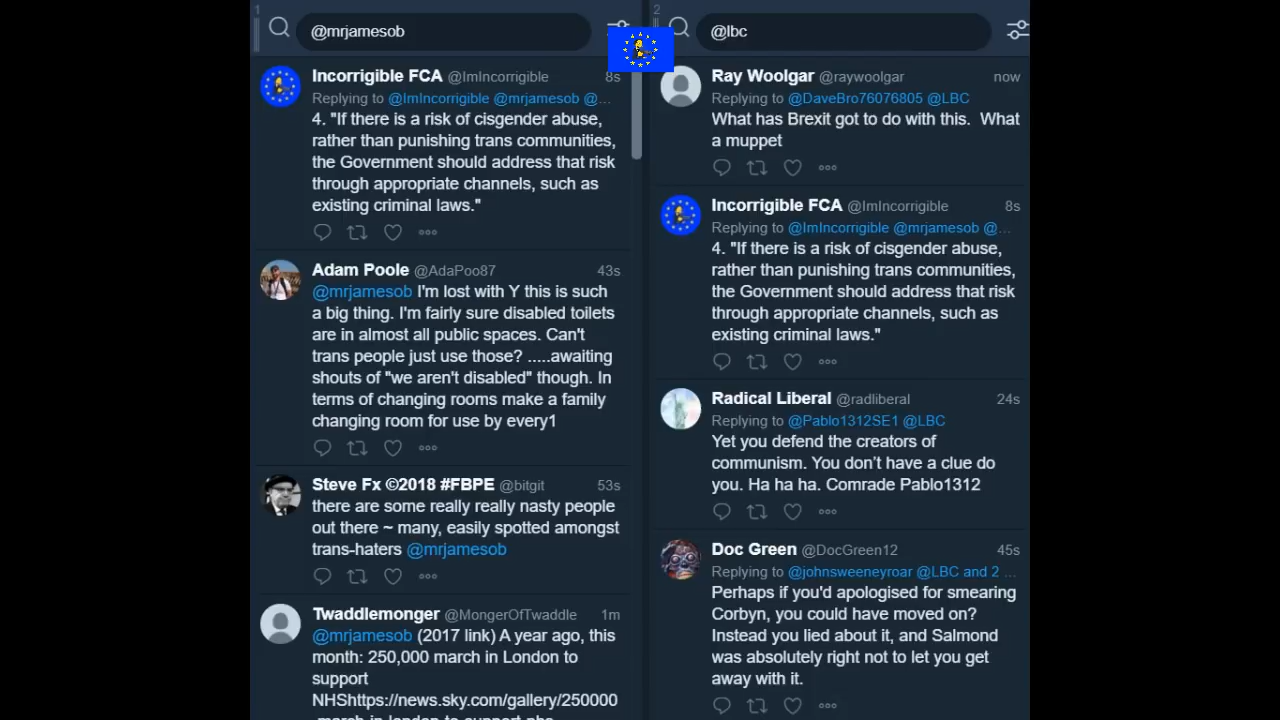 1
@mrjamesob
Incorrigible FCA @ImIncorrigible 8s
Replying to @ImIncorrigible @mrjamesob @...
4. "If there is a risk of cisgender abuse,
rather than punishing trans communities,
the Government should address that risk
through appropriate channels, such as
existing criminal laws."
Adam Poole @AdaPoo87 43s
@mrjamesob I'm lost with Y this is such
a big thing. I'm fairly sure disabled toilets
are in almost all public spaces. Can't
trans people just use those? .....awaiting
shouts of "we aren't disabled" though. In
terms of changing rooms make a family
changing room for use by every1
Steve Fx ©2018 #FBPE @bitgit 53s
there are some really really nasty people
out there ~ many, easily spotted amongst
trans-haters @mrjamesob
Twaddlemonger @MongerOfTwaddle 1m
@mrjamesob (2017 link) A year ago, this
month: 250,000 march in London to
support
NHShttps://news.sky.com/gallery/250000
-march-in-london-to-support-nhs
2
@lbc
Ray Woolgar @raywoolgar now
Replying to @DaveBro76076805 @LBC
What has Brexit got to do with this. What
a muppet
Incorrigible FCA @ImIncorrigible 8s
Replying to @ImIncorrigible @mrjamesob @...
4. "If there is a risk of cisgender abuse,
rather than punishing trans communities,
the Government should address that risk
through appropriate channels, such as
existing criminal laws."
Radical Liberal @radliberal 24s
Replying to @Pablo1312SE1 @LBC
Yet you defend the creators of
communism. You don’t have a clue do
you. Ha ha ha. Comrade Pablo1312
Doc Green @DocGreen12 45s
Replying to @johnsweeneyroar @LBC and 2 ...
Perhaps if you'd apologised for smearing
Corbyn, you could have moved on?
Instead you lied about it, and Salmond
was absolutely right not to let you get
away with it.